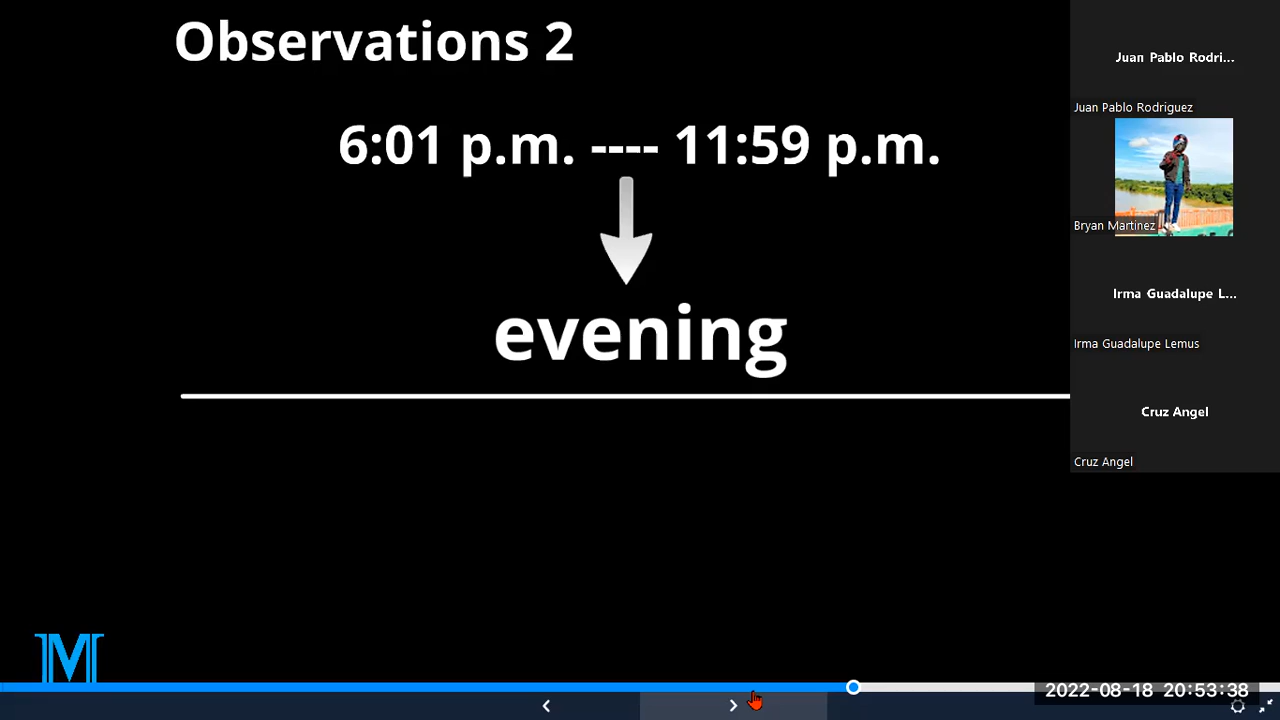 Observations 2
6:01 p.m. ---- 11:59 p.m.
evening
Juan Pablo Rodri...
Juan Pablo Rodriguez
Bryan Martinez
Irma Guadalupe L...
Irma Guadalupe Lemus
Cruz Angel
Cruz Angel
M
2022-08-18 20:53:38